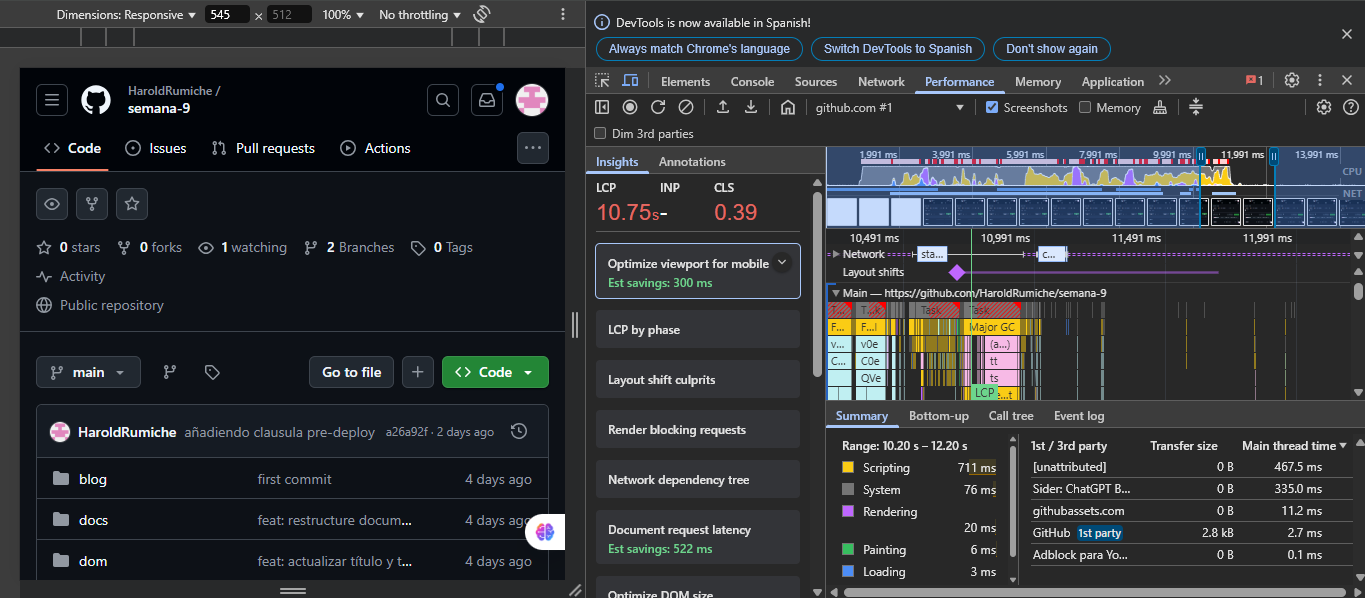 Dimensions: Responsive 545 × 512 100% No throttling
HaroldRumiche /
semana-9
Code Issues Pull requests Actions
0 stars 0 forks 1 watching 2 Branches 0 Tags
Activity
Public repository
main Go to file + Code
HaroldRumiche añadiendo clausula pre-deploy a26a92f · 2 days ago
blog first commit 4 days ago
docs feat: restructure docum... 4 days ago
dom feat: actualizar título y t... 4 days ago
DevTools is now available in Spanish!
Always match Chrome's language Switch DevTools to Spanish Don't show again
Elements Console Sources Network Performance Memory Application 1
github.com #1 Screenshots Memory
Dim 3rd parties
Insights Annotations
LCP INP CLS
10.75s - 0.39
Optimize viewport for mobile
Est savings: 300 ms
LCP by phase
Layout shift culprits
Render blocking requests
Network dependency tree
Document request latency
Est savings: 522 ms
Optimize DOM size
1,991 ms 3,991 ms 5,991 ms 7,991 ms 9,991 ms 11,991 ms 13,991 ms
CPU
NET
10,491 ms 10,991 ms 11,491 ms 11,991 ms
Network sta... c...
Layout shifts
Main — https://github.com/HaroldRumiche/semana-9
T... T...k Task Task
F... F...l Major GC
v... v0e (a...)
C... C0e tt
QVe ts
LCP ...t
Summary Bottom-up Call tree Event log
Range: 10.20 s – 12.20 s
Scripting 711 ms
System 76 ms
Rendering
20 ms
Painting 6 ms
Loading 3 ms
1st / 3rd party Transfer size Main thread time
[unattributed] 0 B 467.5 ms
Sider: ChatGPT B... 0 B 335.0 ms
githubassets.com 0 B 11.2 ms
GitHub 1st party 2.8 kB 2.7 ms
Adblock para Yo... 0 B 0.1 ms